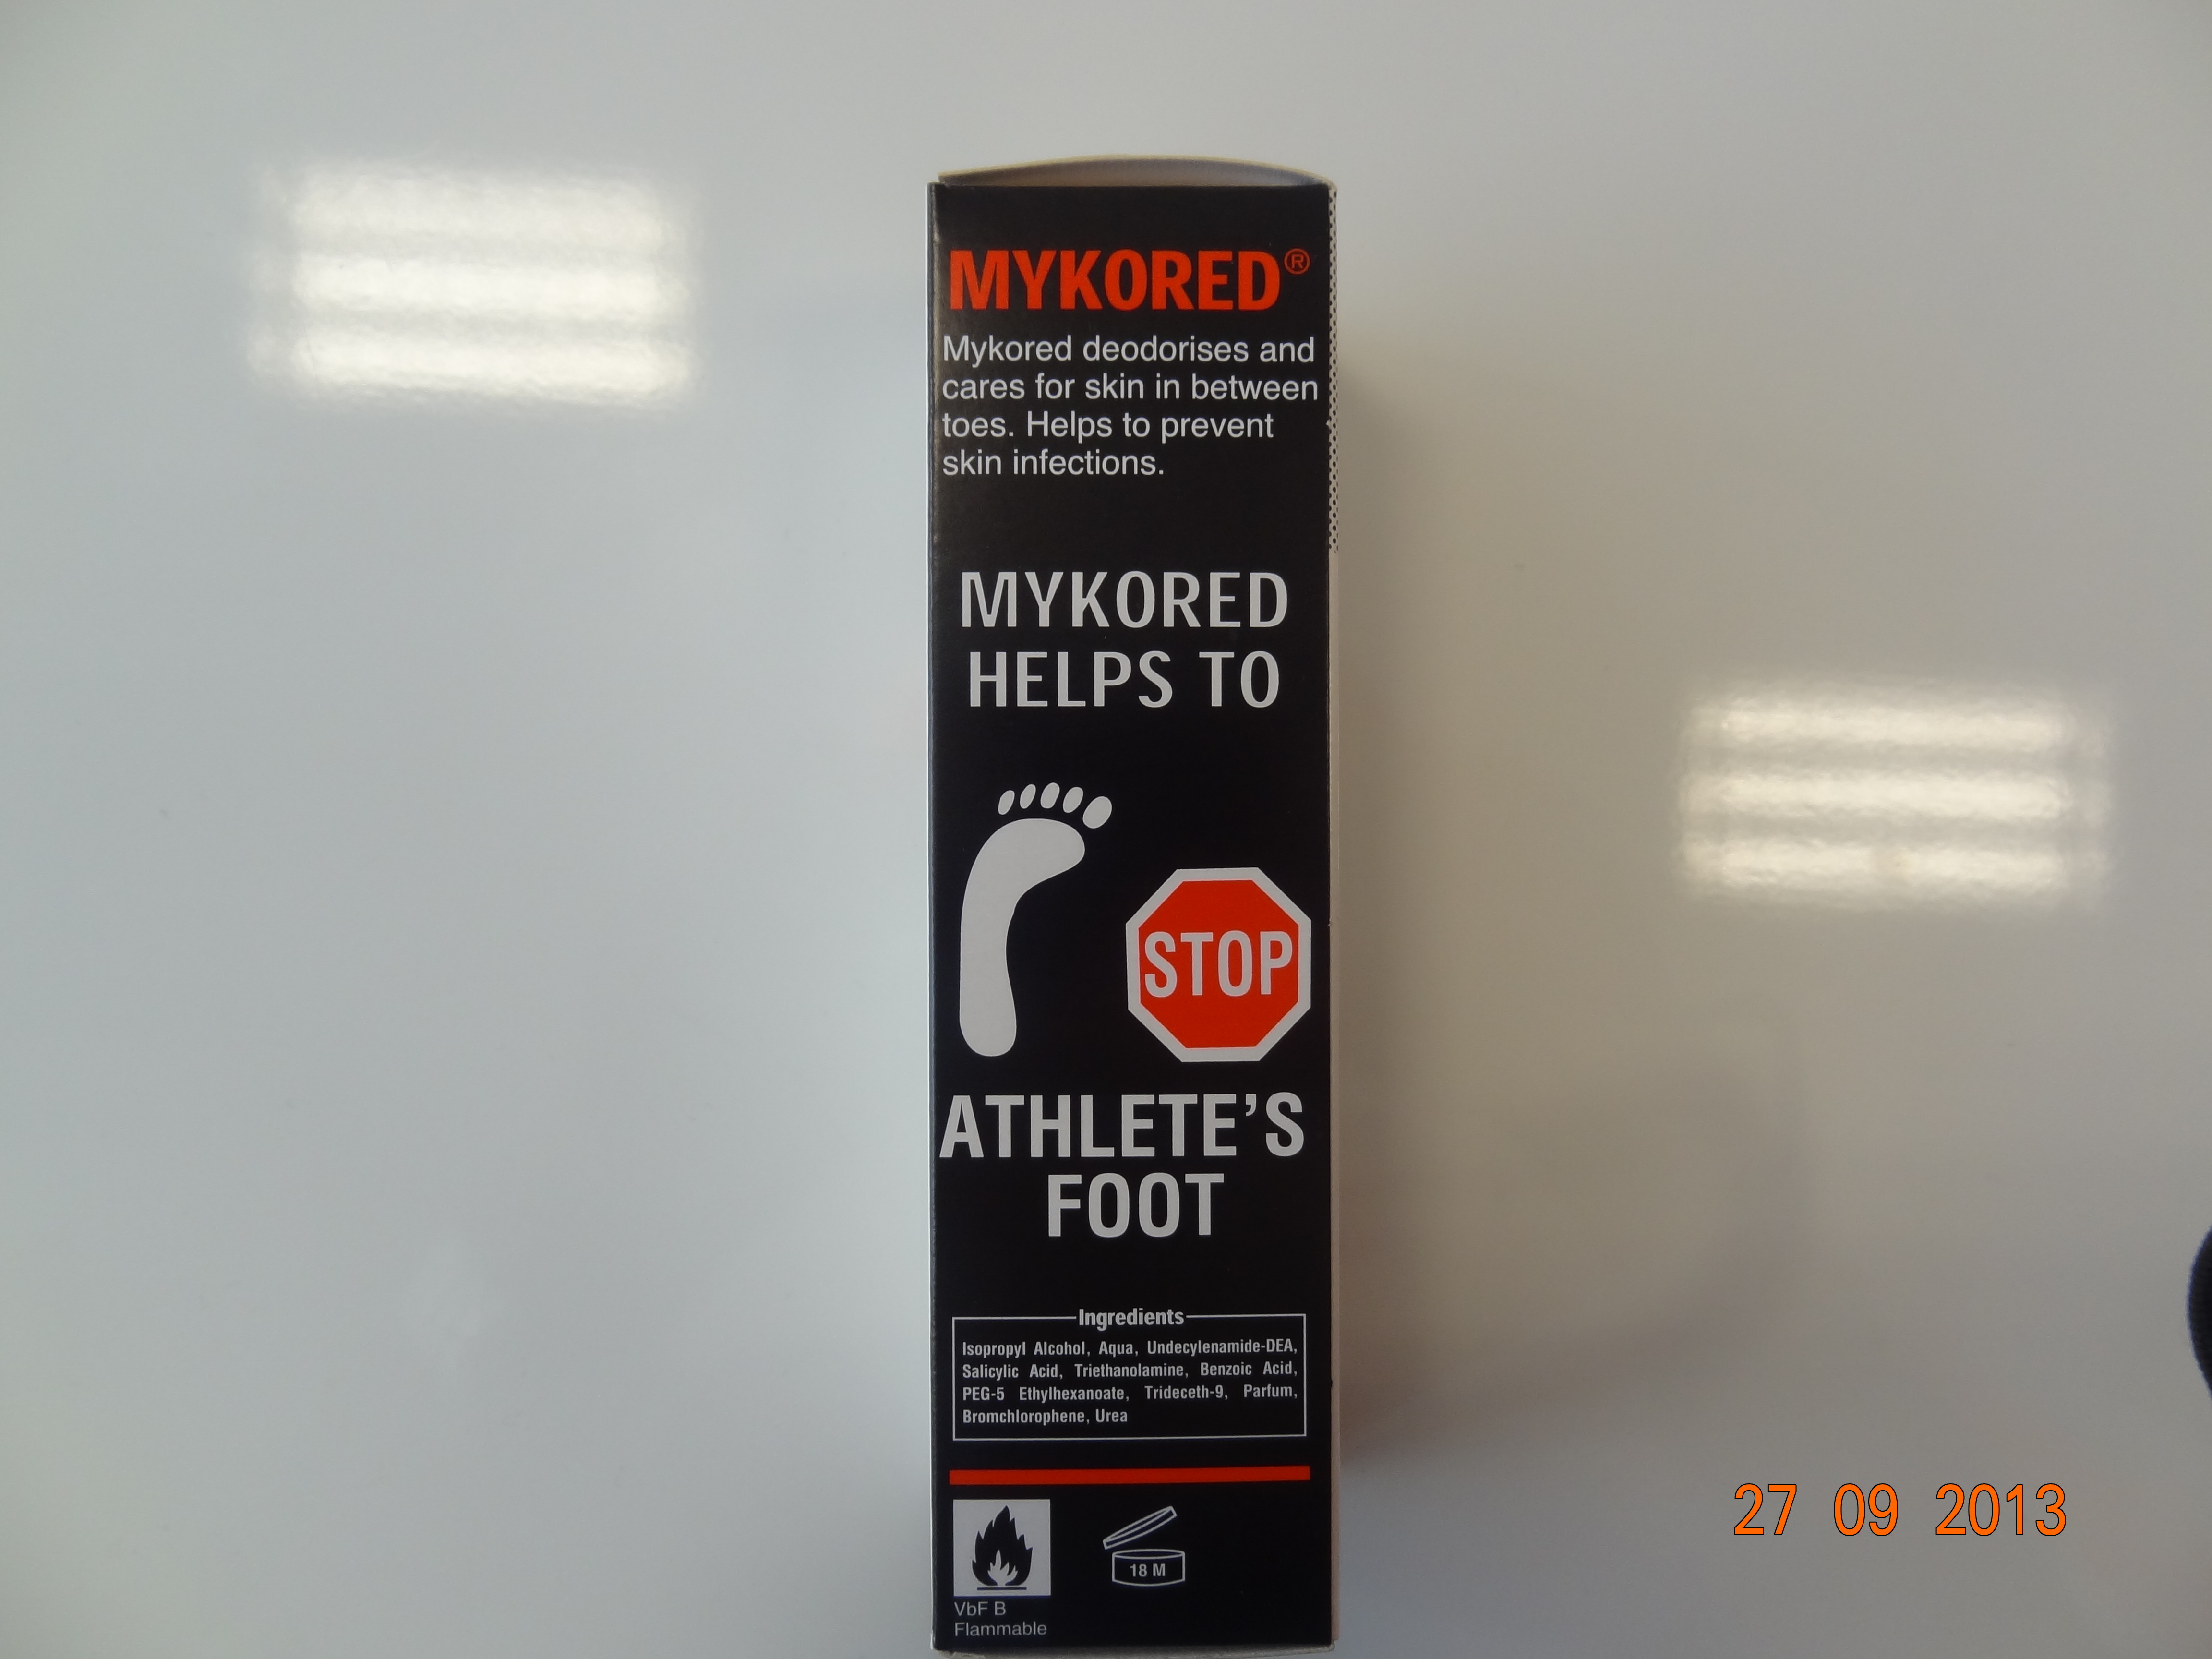 MYKORED®
Mykored deodorises and
cares for skin in between
toes. Helps to prevent
skin infections.
MYKORED
HELPS TO
STOP
ATHLETE'S
FOOT
Ingredients
Isopropyl Alcohol, Aqua, Undecylenamide-DEA,
Salicylic Acid, Triethanolamine, Benzoic Acid,
PEG-5 Ethylhexanoate, Trideceth-9, Parfum,
Bromchlorophene, Urea
18 M
VbF B
Flammable
27 09 2013